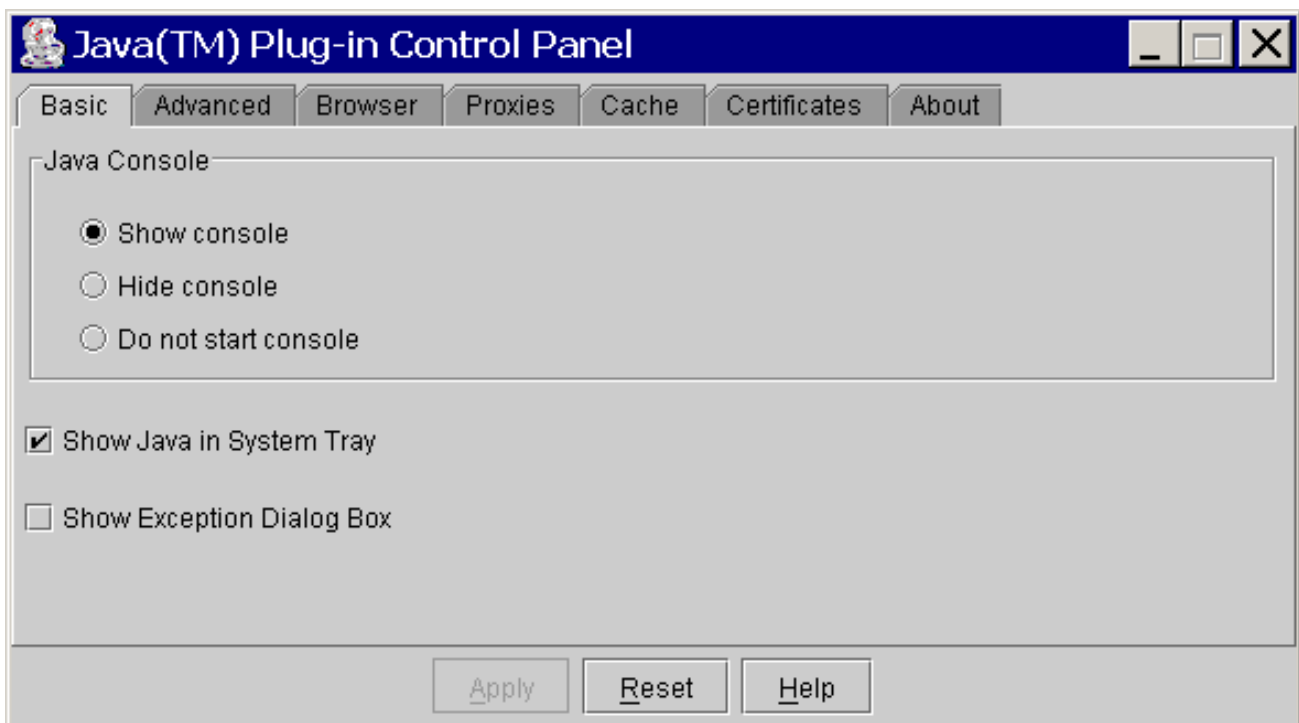 Java(TM) Plug-in Control Panel
Basic Advanced Browser Proxies Cache Certificates About
Java Console
Show console
Hide console
Do not start console
Show Java in System Tray
Show Exception Dialog Box
Apply Reset Help